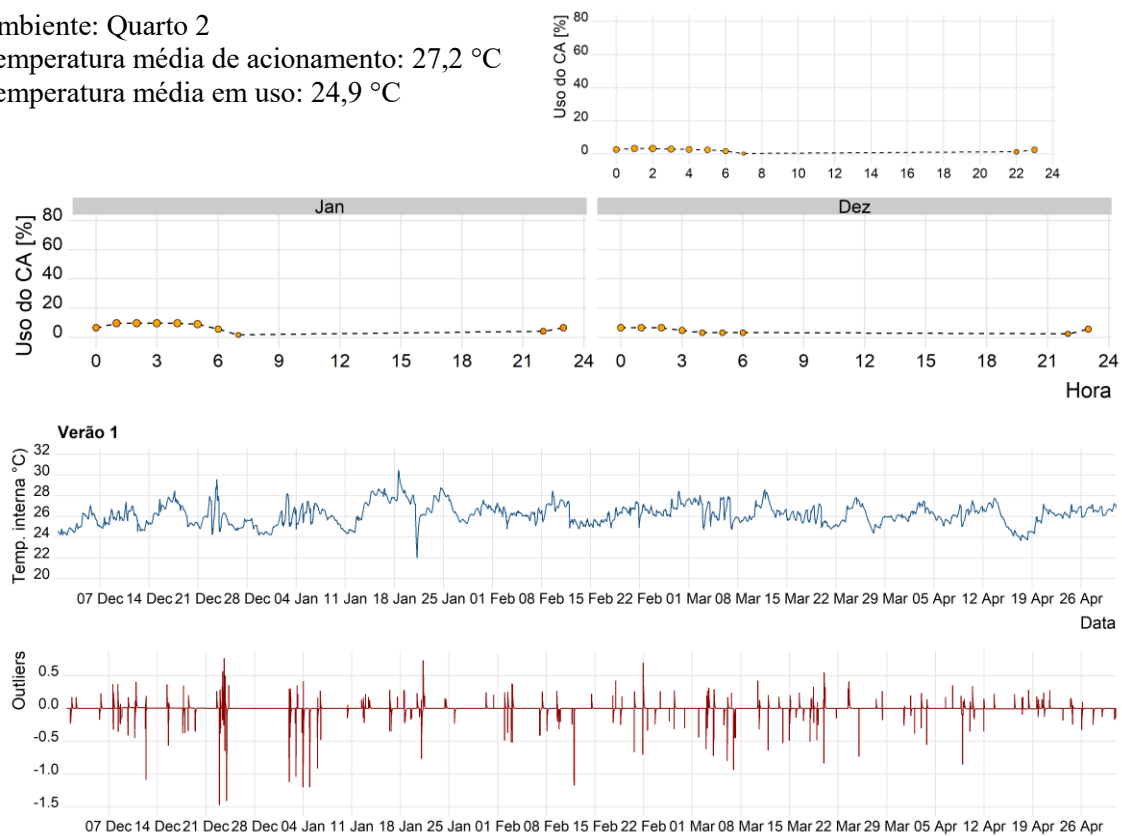 mbiente: Quarto 2
emperatura média de acionamento: 27,2 °C
emperatura média em uso: 24,9 °C
Uso do CA [%]
80
60
40
20
0
0 2 4 6 8 10 12 14 16 18 20 22 24
Jan Dez
Uso do CA [%]
80
60
40
20
0
0 3 6 9 12 15 18 21 24 0 3 6 9 12 15 18 21 24
Hora
Verão 1
Temp. interna °C)
32
30
28
26
24
22
20
07 Dec 14 Dec 21 Dec 28 Dec 04 Jan 11 Jan 18 Jan 25 Jan 01 Feb 08 Feb 15 Feb 22 Feb 01 Mar 08 Mar 15 Mar 22 Mar 29 Mar 05 Apr 12 Apr 19 Apr 26 Apr
Data
Outliers
0.5
0.0
-0.5
-1.0
-1.5
07 Dec 14 Dec 21 Dec 28 Dec 04 Jan 11 Jan 18 Jan 25 Jan 01 Feb 08 Feb 15 Feb 22 Feb 01 Mar 08 Mar 15 Mar 22 Mar 29 Mar 05 Apr 12 Apr 19 Apr 26 Apr